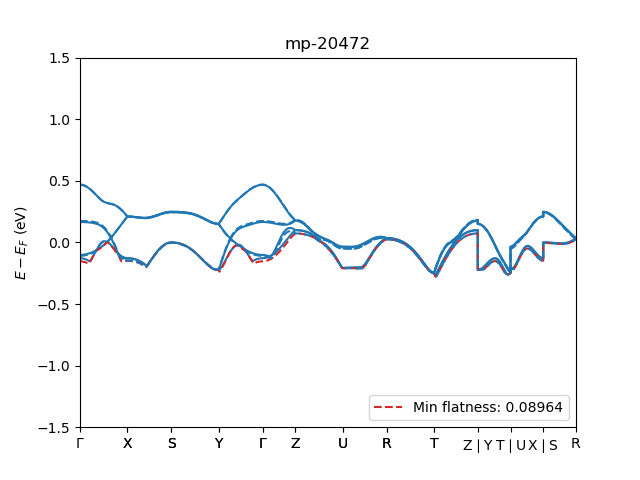 mp-20472
1.5
1.0
0.5
0.0
−0.5
−1.0
−1.5
E − E_F (eV)
Min flatness: 0.08964
Γ X S Y Γ Z U R T Z | Y T | U X | S R